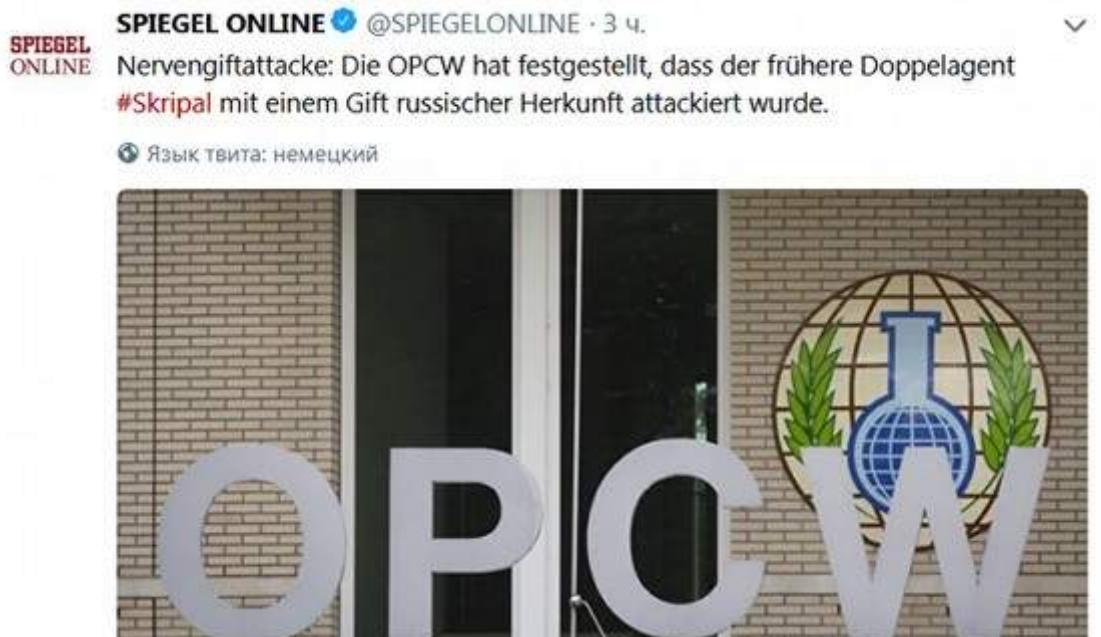 SPIEGEL ONLINE @SPIEGELONLINE · 3 ч.
SPIEGEL
ONLINE
Nervengiftattacke: Die OPCW hat festgestellt, dass der frühere Doppelagent
#Skripal mit einem Gift russischer Herkunft attackiert wurde.
Язык твита: немецкий
OPCW